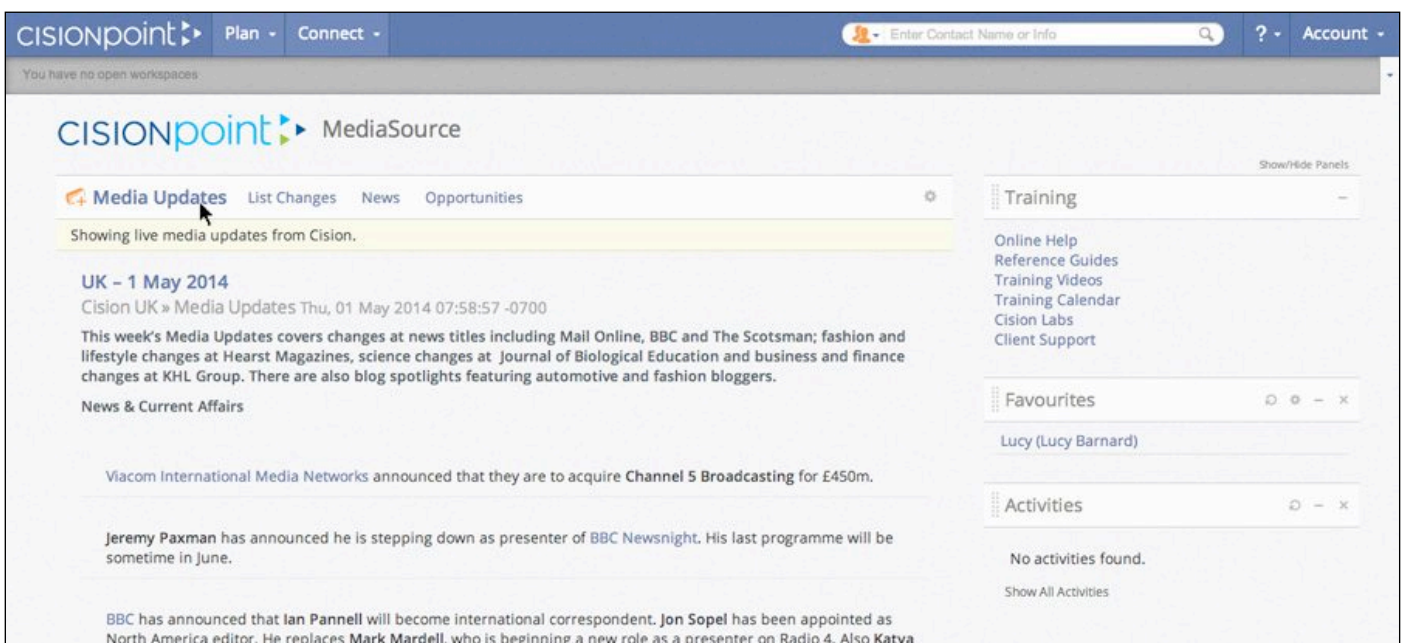 CISIONpoint Plan Connect Enter Contact Name or Info ? Account
You have no open workspaces
CISIONpoint MediaSource
Show/Hide Panels
Media Updates List Changes News Opportunities
Showing live media updates from Cision.
UK – 1 May 2014
Cision UK » Media Updates Thu, 01 May 2014 07:58:57 -0700
This week's Media Updates covers changes at news titles including Mail Online, BBC and The Scotsman; fashion and
lifestyle changes at Hearst Magazines, science changes at Journal of Biological Education and business and finance
changes at KHL Group. There are also blog spotlights featuring automotive and fashion bloggers.
News & Current Affairs
Viacom International Media Networks announced that they are to acquire Channel 5 Broadcasting for £450m.
Jeremy Paxman has announced he is stepping down as presenter of BBC Newsnight. His last programme will be
sometime in June.
BBC has announced that Ian Pannell will become international correspondent. Jon Sopel has been appointed as
North America editor. He replaces Mark Mardell, who is beginning a new role as a presenter on Radio 4. Also Katya
Training
Online Help
Reference Guides
Training Videos
Training Calendar
Cision Labs
Client Support
Favourites
Lucy (Lucy Barnard)
Activities
No activities found.
Show All Activities